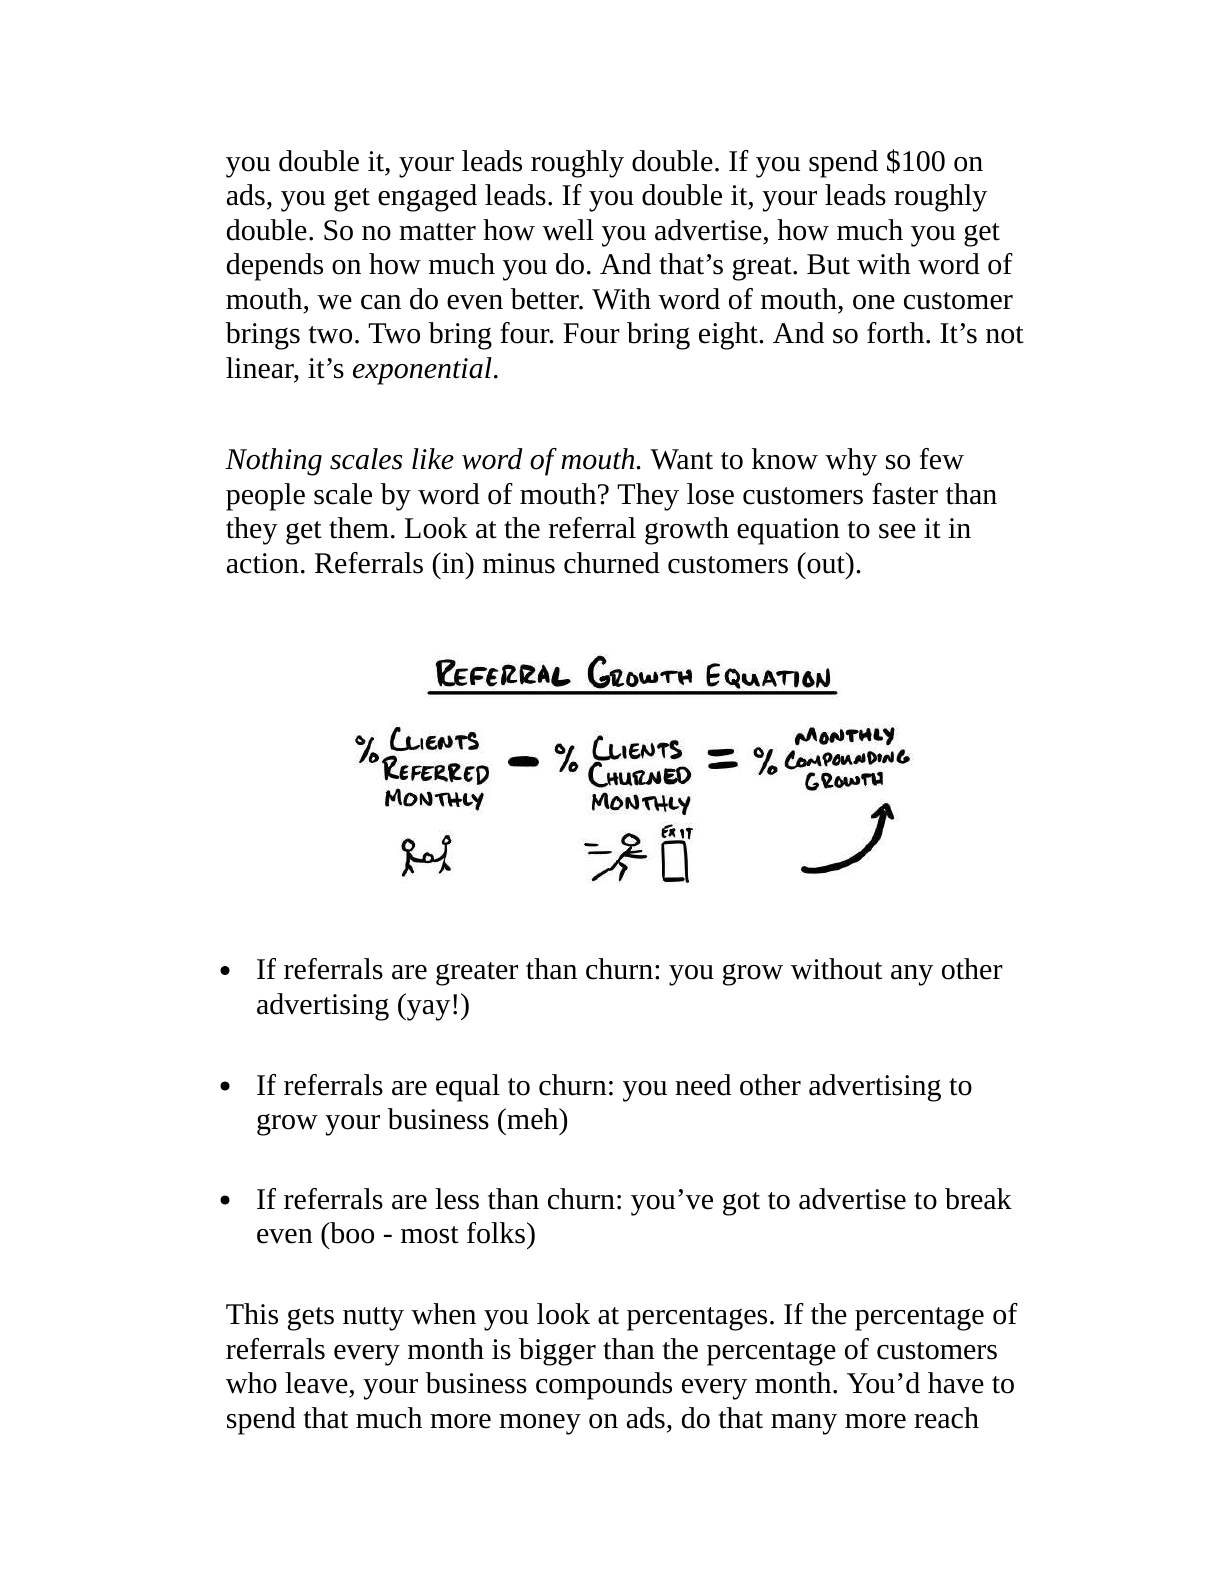 you double it, your leads roughly double. If you spend $100 on
ads, you get engaged leads. If you double it, your leads roughly
double. So no matter how well you advertise, how much you get
depends on how much you do. And that’s great. But with word of
mouth, we can do even better. With word of mouth, one customer
brings two. Two bring four. Four bring eight. And so forth. It’s not
linear, it’s exponential.
Nothing scales like word of mouth. Want to know why so few
people scale by word of mouth? They lose customers faster than
they get them. Look at the referral growth equation to see it in
action. Referrals (in) minus churned customers (out).
REFERRAL GROWTH EQUATION
% CLIENTS REFERRED MONTHLY - % CLIENTS CHURNED MONTHLY = % MONTHLY COMPOUNDING GROWTH
EXIT
• If referrals are greater than churn: you grow without any other
advertising (yay!)
• If referrals are equal to churn: you need other advertising to
grow your business (meh)
• If referrals are less than churn: you’ve got to advertise to break
even (boo - most folks)
This gets nutty when you look at percentages. If the percentage of
referrals every month is bigger than the percentage of customers
who leave, your business compounds every month. You’d have to
spend that much more money on ads, do that many more reach